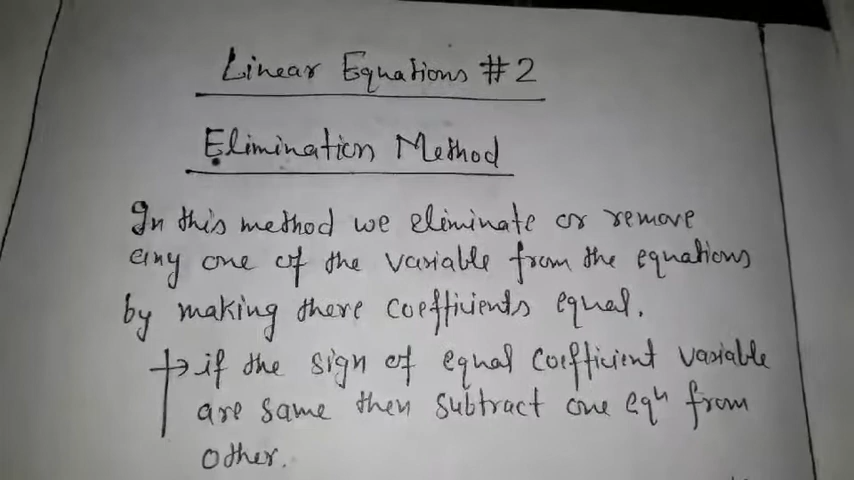 Linear Equations #2
Elimination Method
In this method we eliminate or remove
any one of the variable from the equations
by making there coefficients equal.
→ if the sign of equal coefficient variable
are same then subtract one eqn from
other.